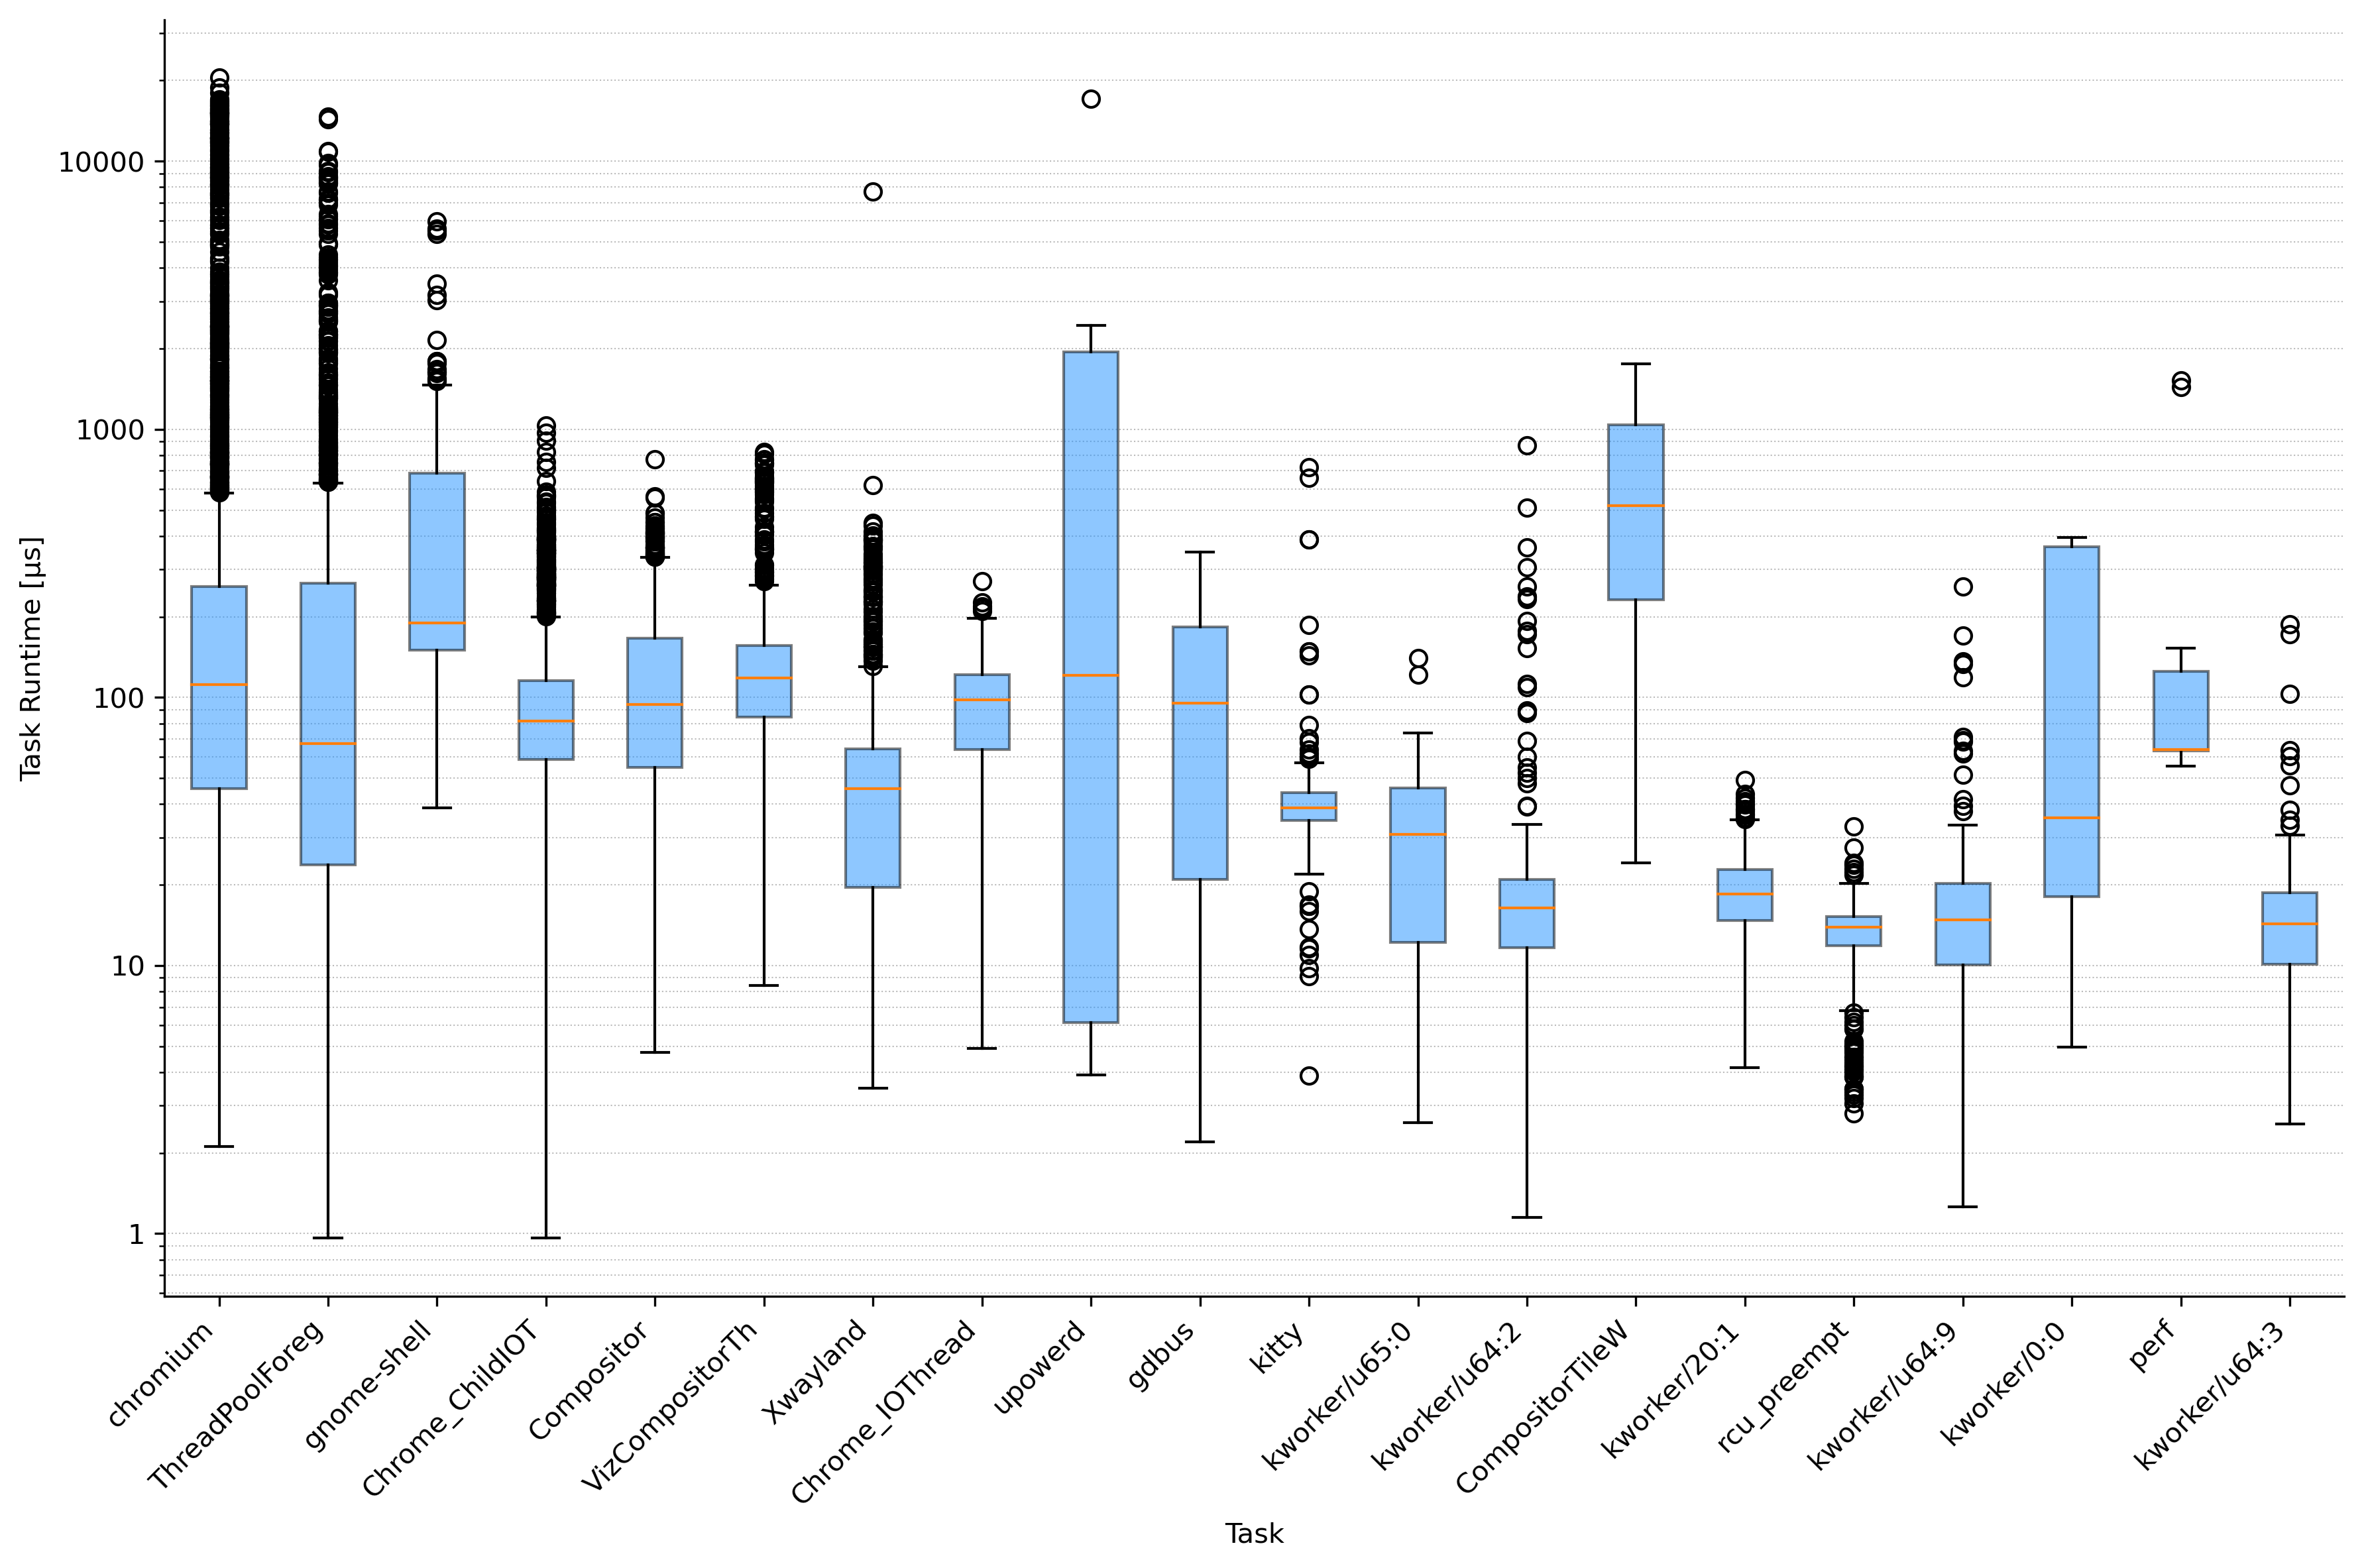 Task Runtime [µs]
10000
1000
100
10
1
chromium
ThreadPoolForeg
gnome-shell
Chrome_ChildIOT
Compositor
VizCompositorTh
Xwayland
Chrome_IOThread
upowerd
gdbus
kitty
kworker/u65:0
kworker/u64:2
CompositorTileW
kworker/20:1
rcu_preempt
kworker/u64:9
kworker/0:0
perf
kworker/u64:3
Task